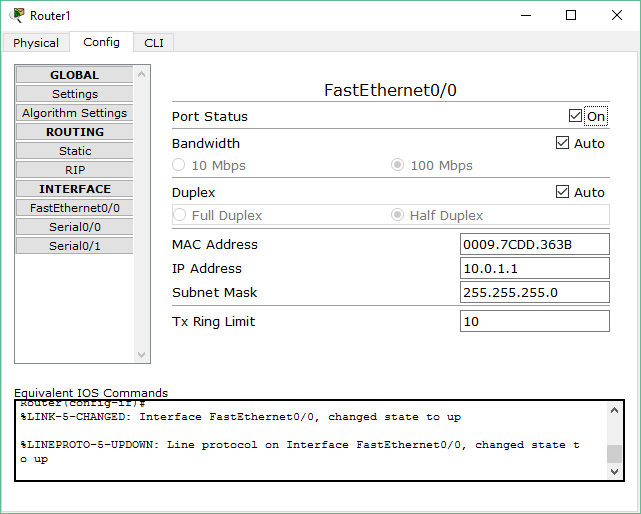 Router1
Physical Config CLI
GLOBAL
Settings
Algorithm Settings
ROUTING
Static
RIP
INTERFACE
FastEthernet0/0
Serial0/0
Serial0/1
FastEthernet0/0
Port Status On
Bandwidth Auto
10 Mbps 100 Mbps
Duplex Auto
Full Duplex Half Duplex
MAC Address 0009.7CDD.363B
IP Address 10.0.1.1
Subnet Mask 255.255.255.0
Tx Ring Limit 10
Equivalent IOS Commands
Router(config-if)#
%LINK-5-CHANGED: Interface FastEthernet0/0, changed state to up
%LINEPROTO-5-UPDOWN: Line protocol on Interface FastEthernet0/0, changed state t
o up